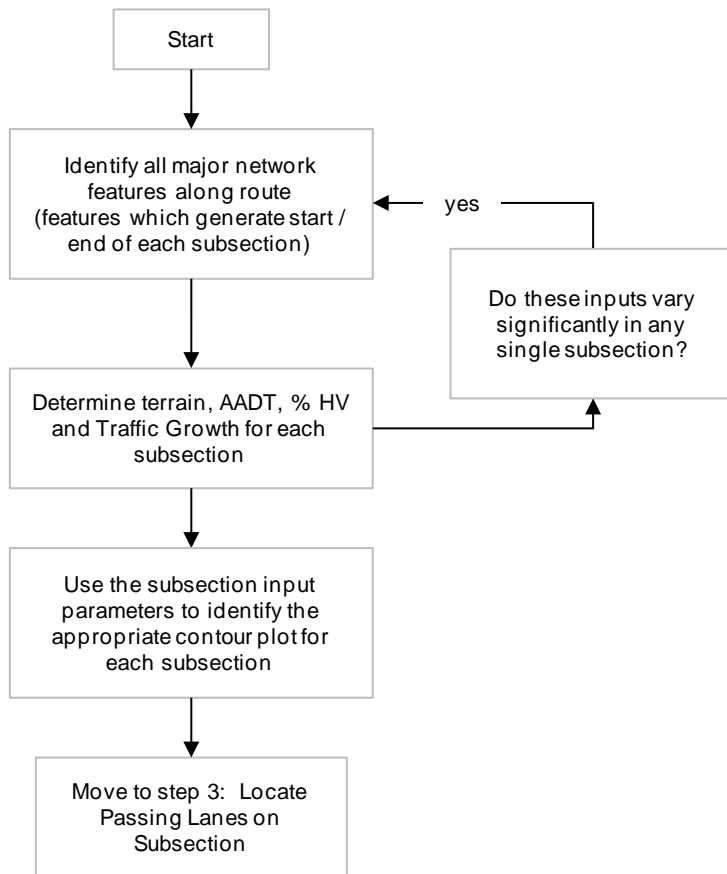 Start
Identify all major network
features along route
(features which generate start /
end of each subsection)
yes
Do these inputs vary
significantly in any
single subsection?
Determine terrain, AADT, % HV
and Traffic Growth for each
subsection
Use the subsection input
parameters to identify the
appropriate contour plot for
each subsection
Move to step 3: Locate
Passing Lanes on
Subsection